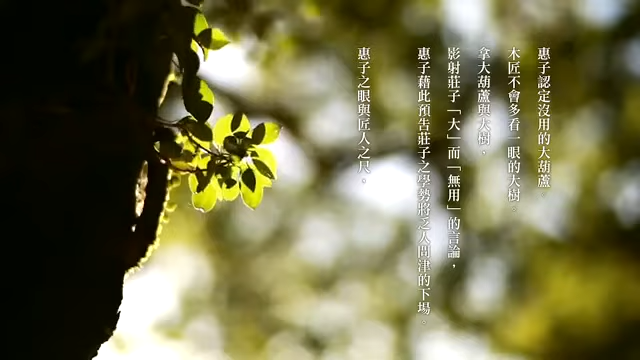 惠子認定沒用的大葫蘆
木匠不會多看一眼的大樹。
拿大葫蘆與大樹，
影射莊子「大」而「無用」的言論，
惠子藉此預告莊子之學勢將乏人問津的下場。
惠子之眼與匠人之尺。